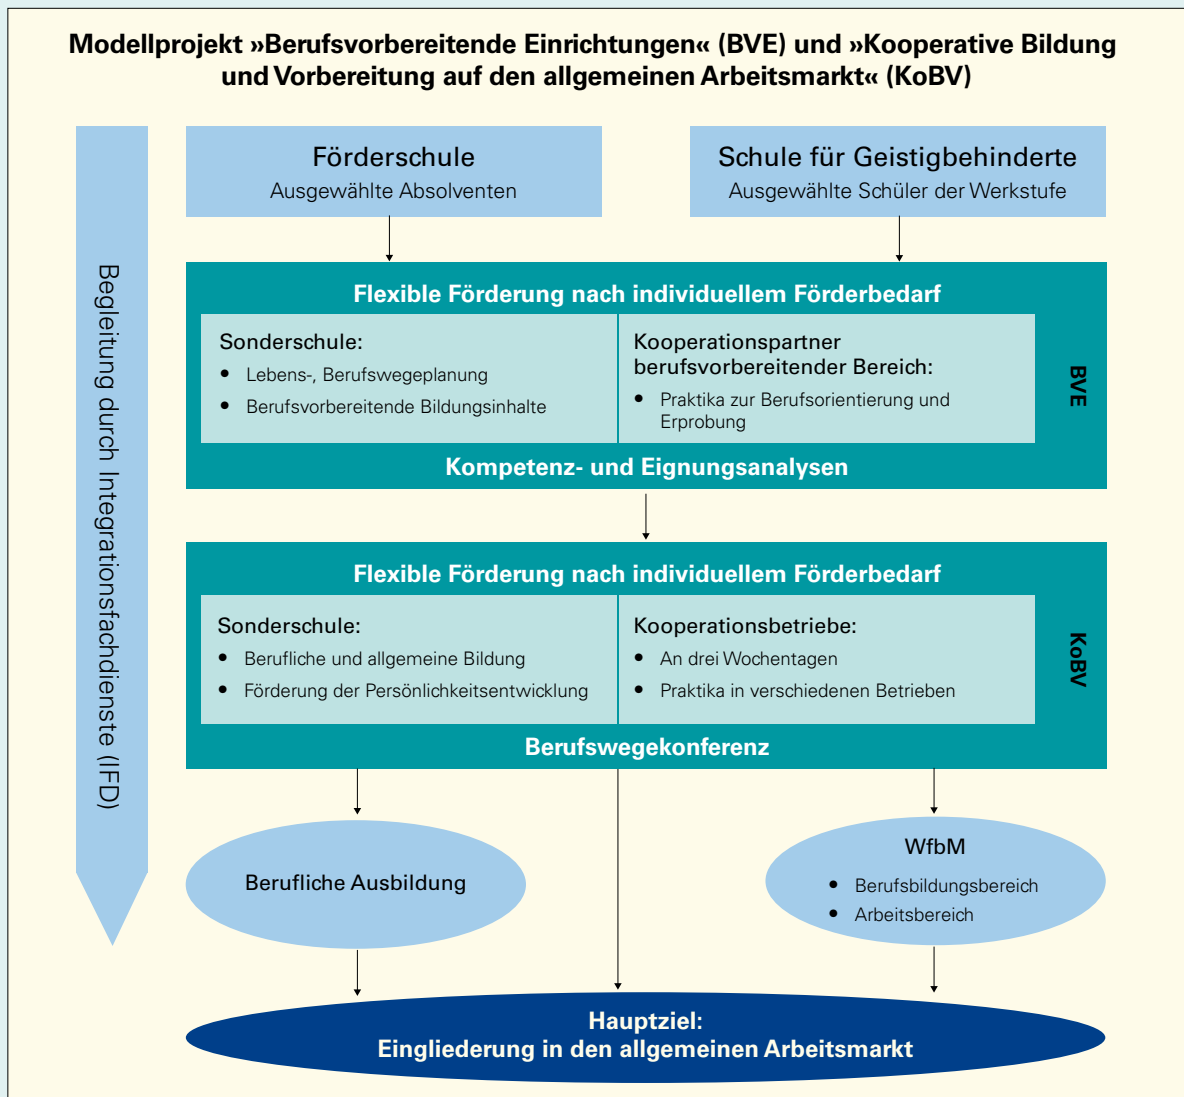 Modellprojekt »Berufsvorbereitende Einrichtungen« (BVE) und »Kooperative Bildung
und Vorbereitung auf den allgemeinen Arbeitsmarkt« (KoBV)
Begleitung durch Integrationsfachdienste (IFD)
Förderschule
Ausgewählte Absolventen
Schule für Geistigbehinderte
Ausgewählte Schüler der Werkstufe
Flexible Förderung nach individuellem Förderbedarf
Sonderschule:
• Lebens-, Berufswegeplanung
• Berufsvorbereitende Bildungsinhalte
Kooperationspartner
berufsvorbereitender Bereich:
• Praktika zur Berufsorientierung und
Erprobung
BVE
Kompetenz- und Eignungsanalysen
Flexible Förderung nach individuellem Förderbedarf
Sonderschule:
• Berufliche und allgemeine Bildung
• Förderung der Persönlichkeitsentwicklung
Kooperationsbetriebe:
• An drei Wochentagen
• Praktika in verschiedenen Betrieben
KoBV
Berufswegekonferenz
Berufliche Ausbildung
WfbM
• Berufsbildungsbereich
• Arbeitsbereich
Hauptziel:
Eingliederung in den allgemeinen Arbeitsmarkt